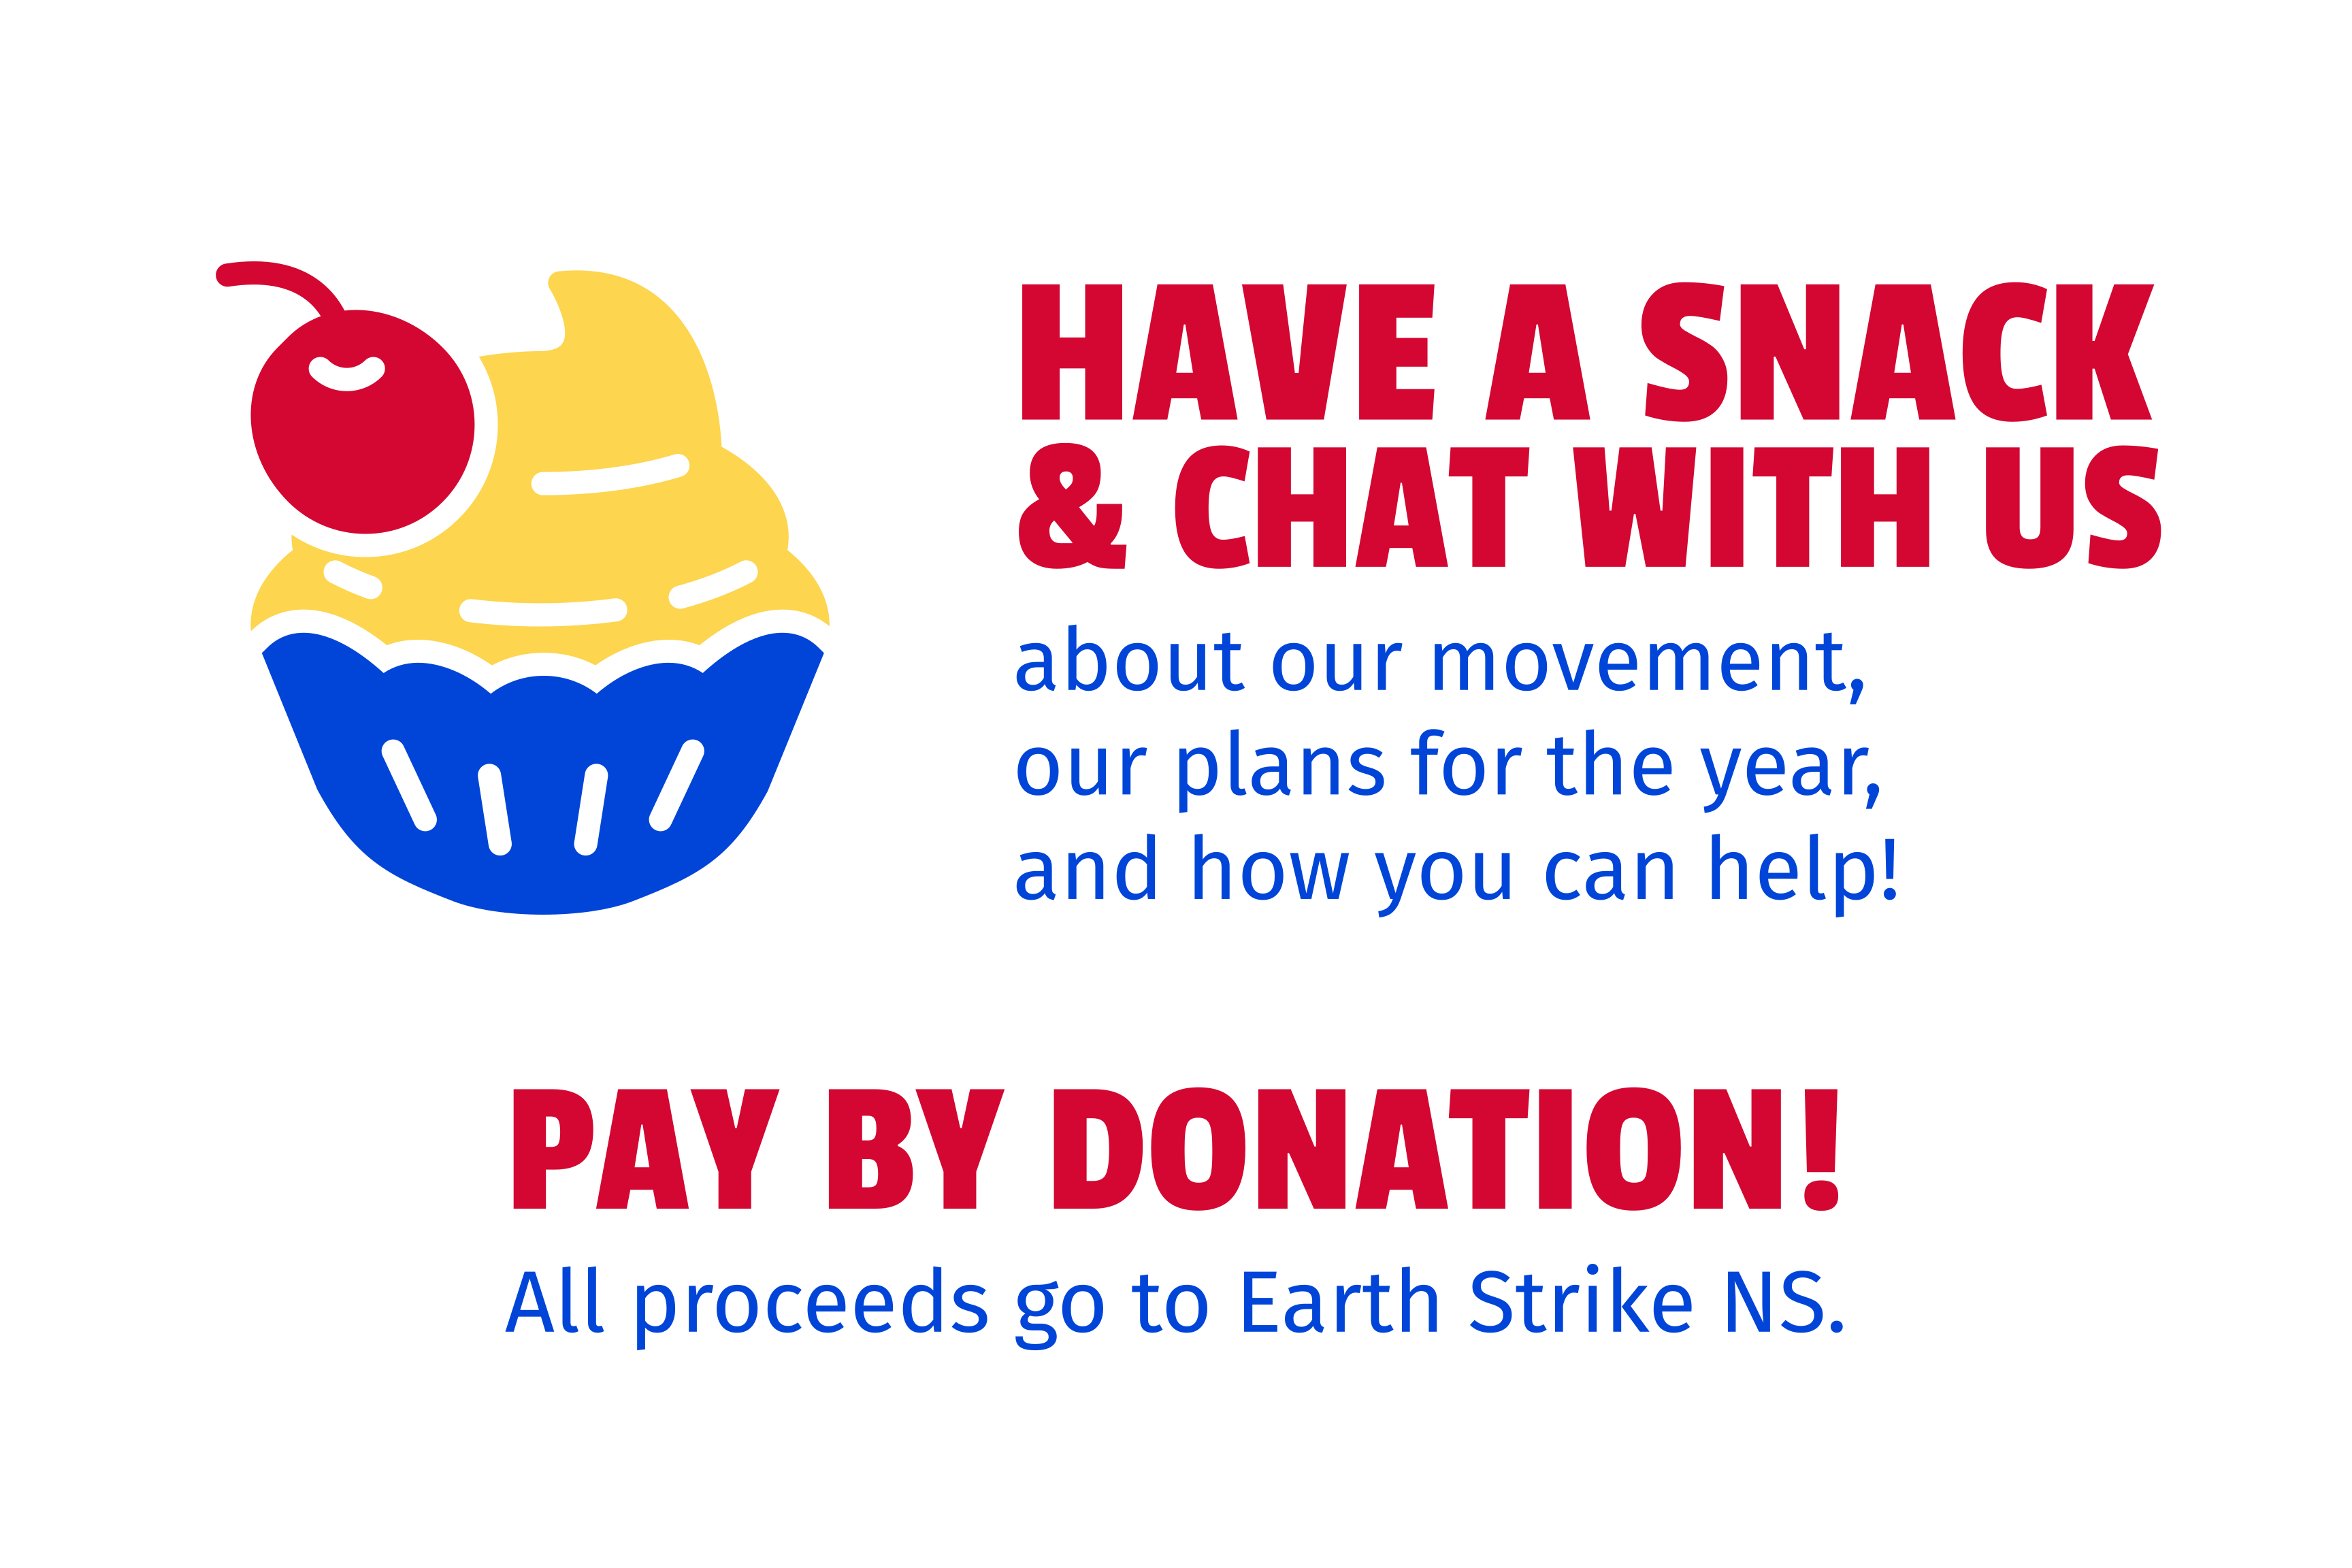 HAVE A SNACK
& CHAT WITH US
about our movement,
our plans for the year,
and how you can help!
PAY BY DONATION!
All proceeds go to Earth Strike NS.